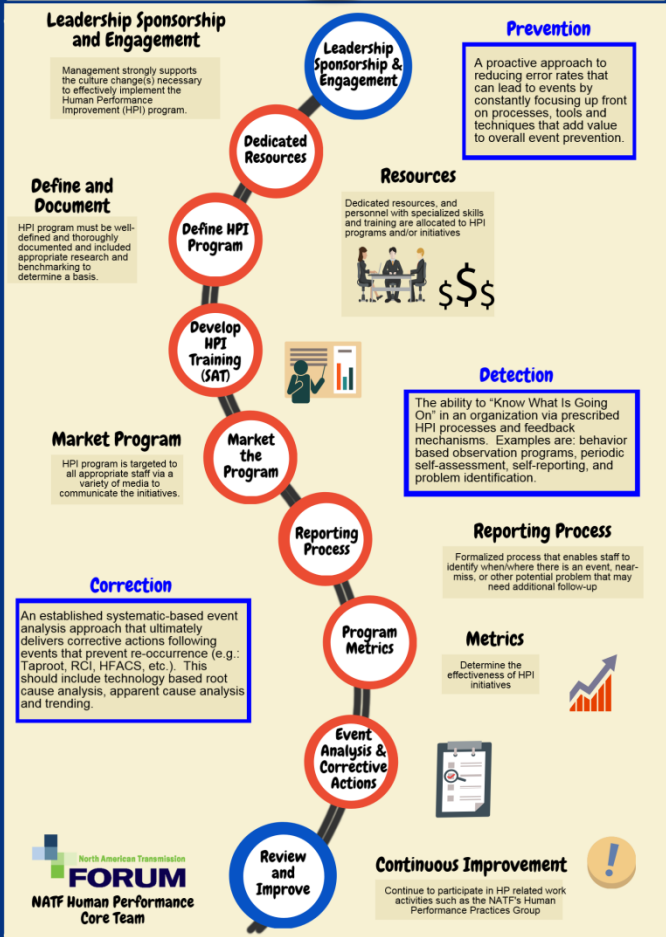 Leadership Sponsorship
and Engagement
Management strongly supports
the culture change(s) necessary
to effectively implement the
Human Performance
Improvement (HPI) program.
Leadership
Sponsorship &
Engagement
Prevention
A proactive approach to
reducing error rates that
can lead to events by
constantly focusing up front
on processes, tools and
techniques that add value
to overall event prevention.
Dedicated
Resources
Resources
Dedicated resources, and
personnel with specialized skills
and training are allocated to HPI
programs and/or initiatives
$$$
Define and
Document
HPI program must be well-
defined and thoroughly
documented and included
appropriate research and
benchmarking to
determine a basis.
Define HPI
Program
Develop
HPI
Training
(SAT)
Detection
The ability to “Know What Is Going
On” in an organization via prescribed
HPI processes and feedback
mechanisms. Examples are: behavior
based observation programs, periodic
self-assessment, self-reporting, and
problem identification.
Market Program
HPI program is targeted to
all appropriate staff via a
variety of media to
communicate the initiatives.
Market
the
Program
Reporting
Process
Reporting Process
Formalized process that enables staff to
identify when/where there is an event, near-
miss, or other potential problem that may
need additional follow-up
Correction
An established systematic-based event
analysis approach that ultimately
delivers corrective actions following
events that prevent re-occurrence (e.g.:
Taproot, RCI, HFACS, etc.). This
should include technology based root
cause analysis, apparent cause analysis
and trending.
Program
Metrics
Metrics
Determine the
effectiveness of HPI
initiatives
Event
Analysis &
Corrective
Actions
Review
and
Improve
Continuous Improvement
Continue to participate in HP related work
activities such as the NATF's Human
Performance Practices Group
!
North American Transmission
FORUM
NATF Human Performance
Core Team